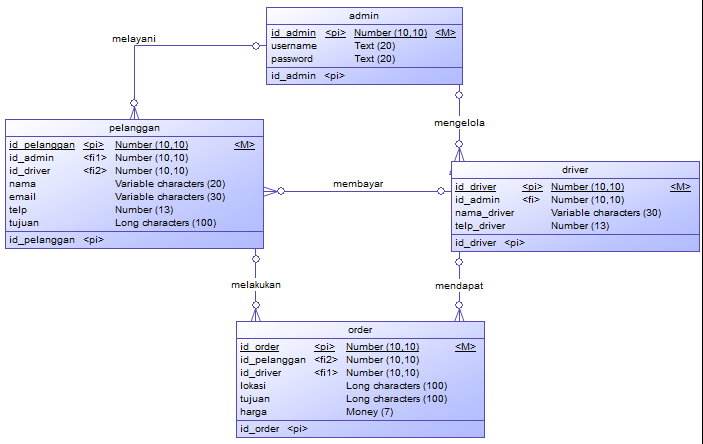 admin
id_admin <pi> Number (10,10) <M>
username Text (20)
password Text (20)
id_admin <pi>
melayani
mengelola
pelanggan
id_pelanggan <pi> Number (10,10) <M>
id_admin <fi1> Number (10,10)
id_driver <fi2> Number (10,10)
nama Variable characters (20)
email Variable characters (30)
telp Number (13)
tujuan Long characters (100)
id_pelanggan <pi>
membayar
driver
id_driver <pi> Number (10,10) <M>
id_admin <fi> Number (10,10)
nama_driver Variable characters (30)
telp_driver Number (13)
id_driver <pi>
melakukan
mendapat
order
id_order <pi> Number (10,10) <M>
id_pelanggan <fi2> Number (10,10)
id_driver <fi1> Number (10,10)
lokasi Long characters (100)
tujuan Long characters (100)
harga Money (7)
id_order <pi>